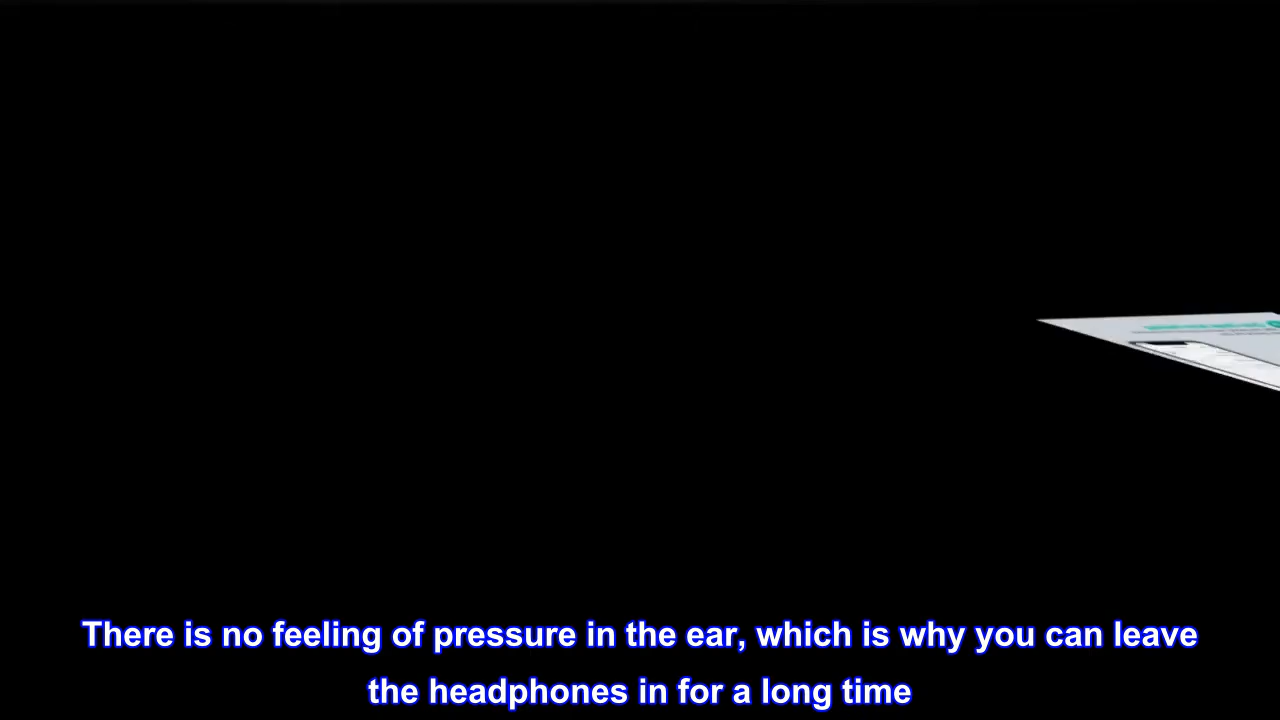 There is no feeling of pressure in the ear, which is why you can leave
the headphones in for a long time